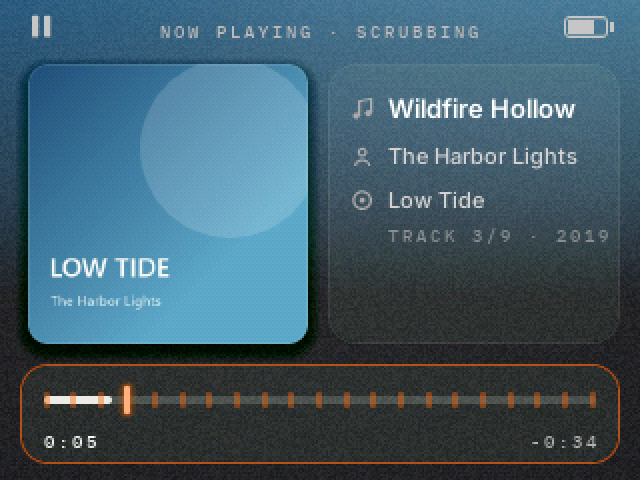 NOW PLAYING · SCRUBBING
LOW TIDE
The Harbor Lights
Wildfire Hollow
The Harbor Lights
Low Tide
TRACK 3/9 · 2019
0:05
-0:34